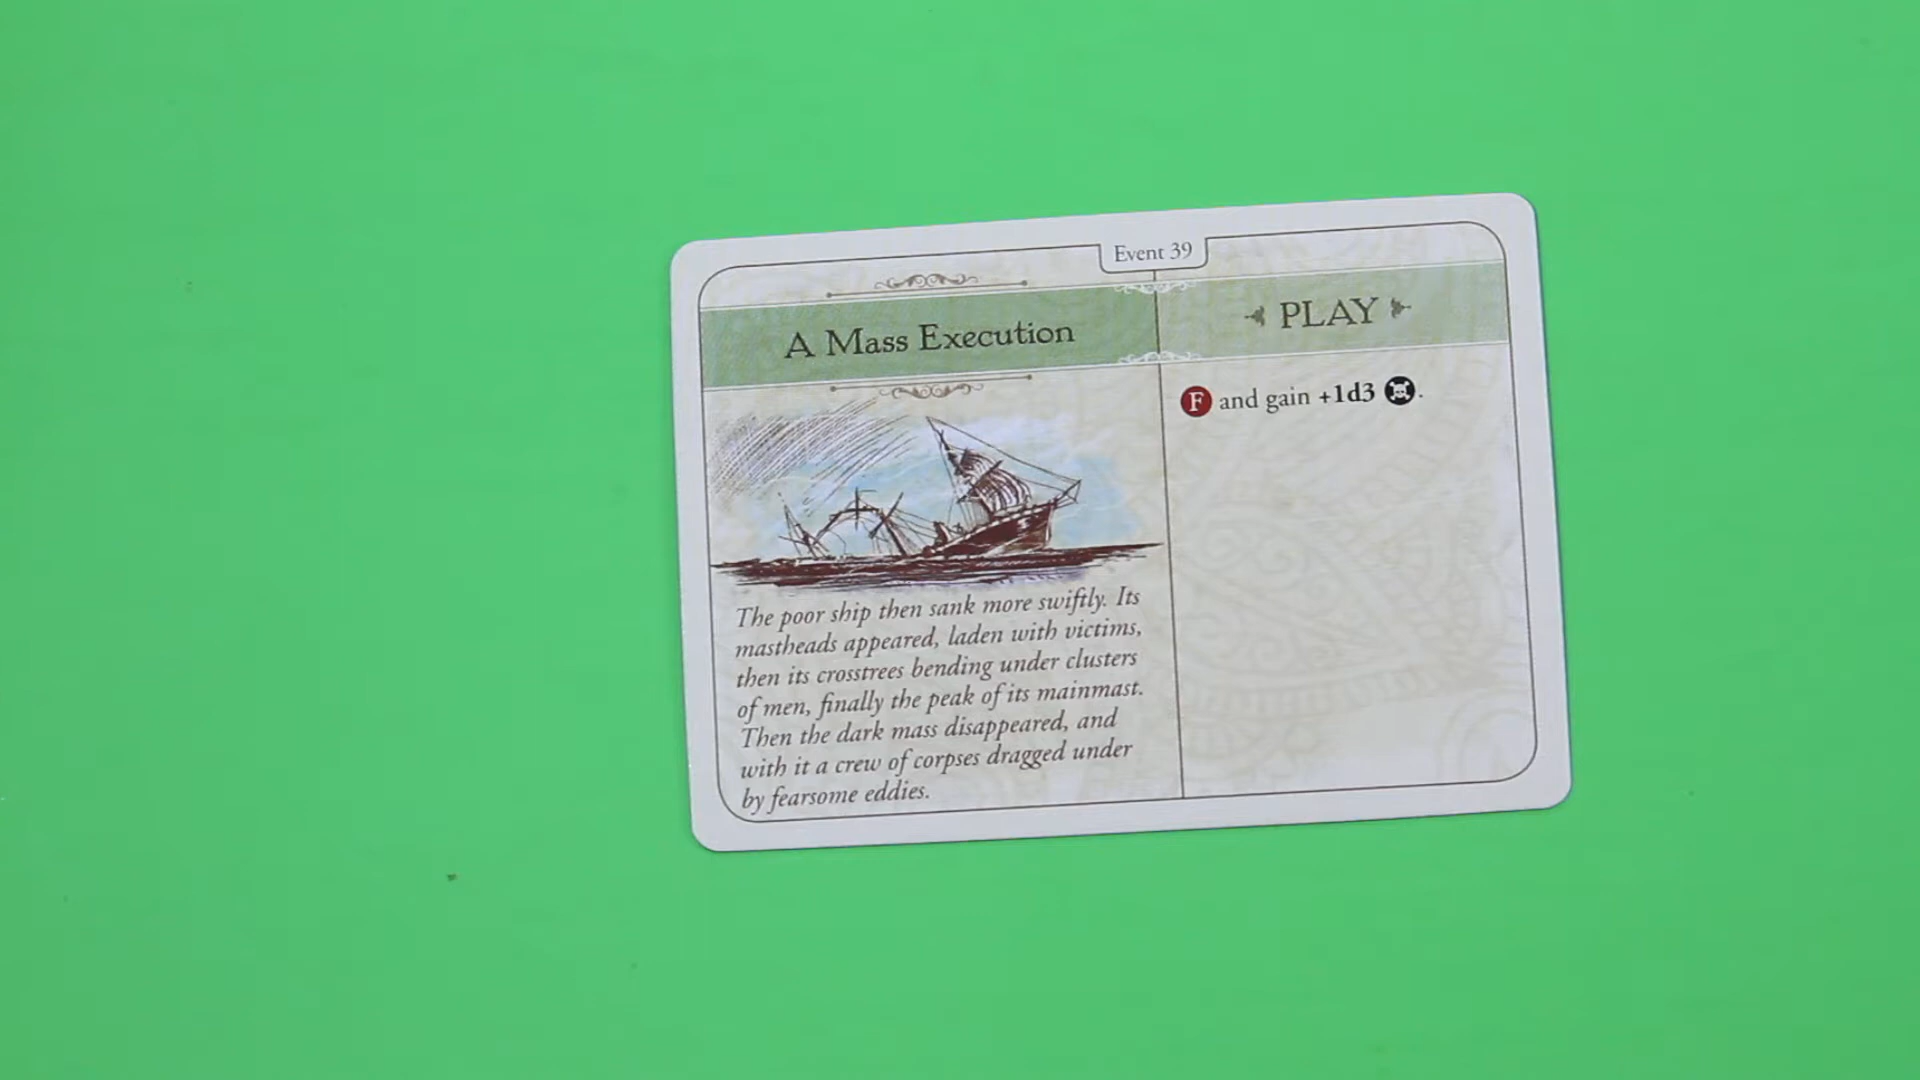 Event 39
A Mass Execution
PLAY
F and gain +1d3 .
The poor ship then sank more swiftly. Its
mastheads appeared, laden with victims,
then its crosstrees bending under clusters
of men, finally the peak of its mainmast.
Then the dark mass disappeared, and
with it a crew of corpses dragged under
by fearsome eddies.